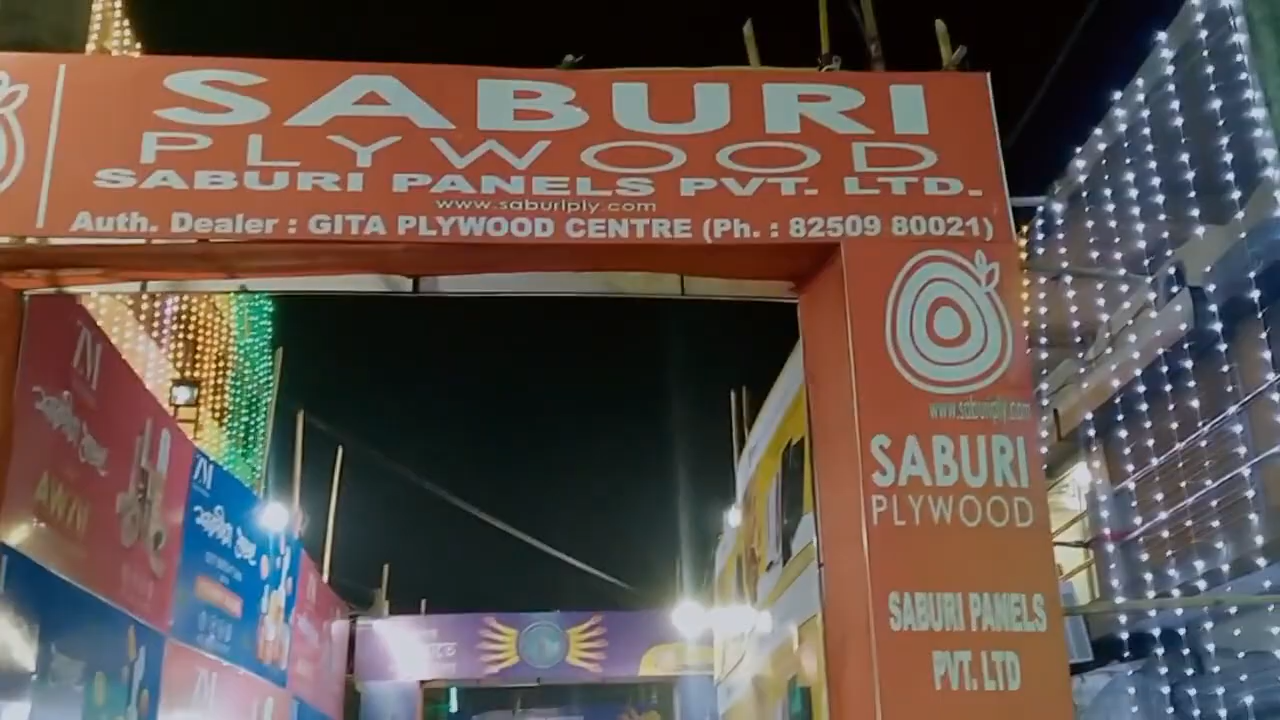 SABURI
PLYWOOD
SABURI PANELS PVT. LTD.
www.saburiply.com
Auth. Dealer : GITA PLYWOOD CENTRE (Ph. : 82509 80021)
www.saburiply.com
SABURI
PLYWOOD
SABURI PANELS
PVT. LTD